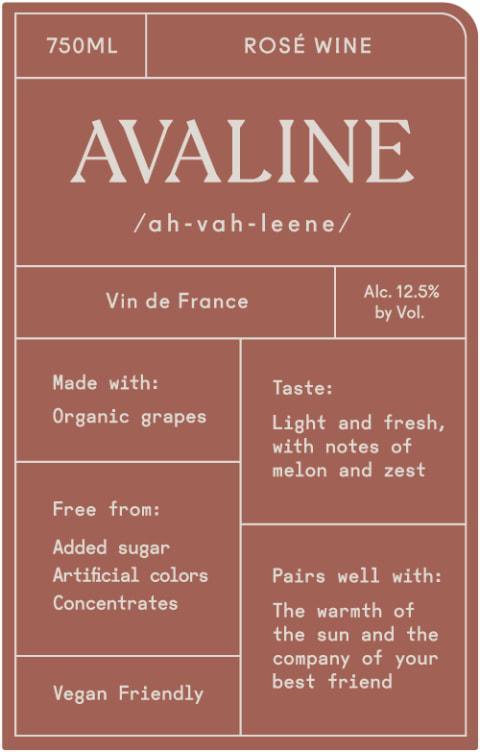 750ML
ROSÉ WINE
AVALINE
/ah-vah-leene/
Vin de France
Alc. 12.5%
by Vol.
Made with:
Organic grapes
Free from:
Added sugar
Artificial colors
Concentrates
Vegan Friendly
Taste:
Light and fresh,
with notes of
melon and zest
Pairs well with:
The warmth of
the sun and the
company of your
best friend